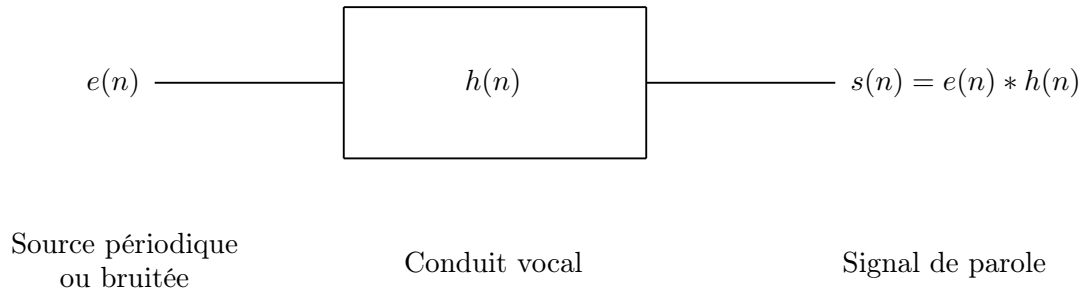 e(n)
h(n)
s(n) = e(n) ∗ h(n)
Source périodique
ou bruitée
Conduit vocal
Signal de parole